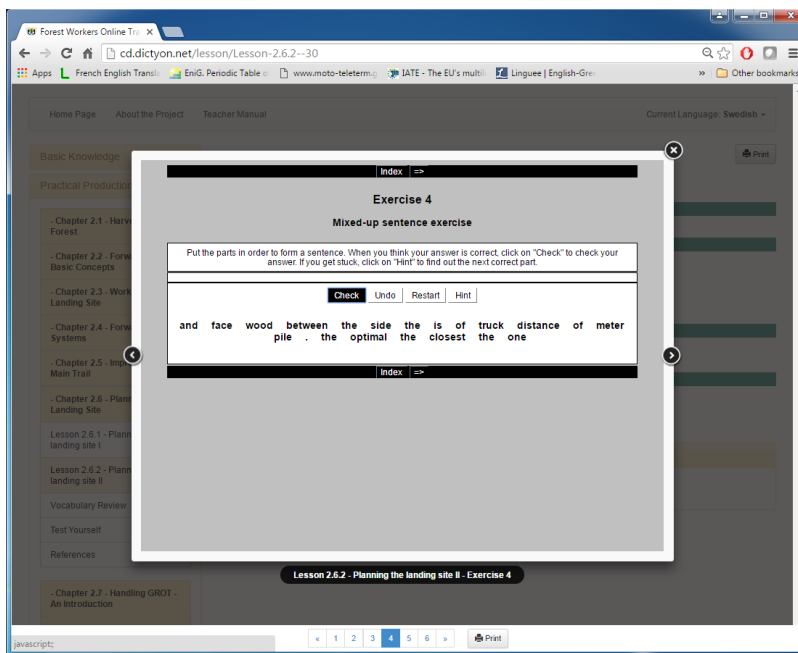 Forest Workers Online Tra
cd.dictyon.net/lesson/Lesson-2.6.2--30
Apps French English Transla EniG. Periodic Table o www.moto-teleterm.g IATE - The EU's multili Linguee | English-Gre » Other bookmarks
Home Page About the Project Teacher Manual Current Language: Swedish
Basic Knowledge Print
Practical Production
- Chapter 2.1 - Harv
Forest
- Chapter 2.2 - Forw
Basic Concepts
- Chapter 2.3 - Work
Landing Site
- Chapter 2.4 - Forw
Systems
- Chapter 2.5 - Impr
Main Trail
- Chapter 2.6 - Plann
Landing Site
Lesson 2.6.1 - Plann
landing site I
Lesson 2.6.2 - Plann
landing site II
Vocabulary Review
Test Yourself
References
- Chapter 2.7 - Handling GROT -
An Introduction
Index =>
Exercise 4
Mixed-up sentence exercise
Put the parts in order to form a sentence. When you think your answer is correct, click on "Check" to check your
answer. If you get stuck, click on "Hint" to find out the next correct part.
Check Undo Restart Hint
and face wood between the side the is of truck distance of meter
pile . the optimal the closest the one
Index =>
Lesson 2.6.2 - Planning the landing site II - Exercise 4
« 1 2 3 4 5 6 » Print
javascript:;